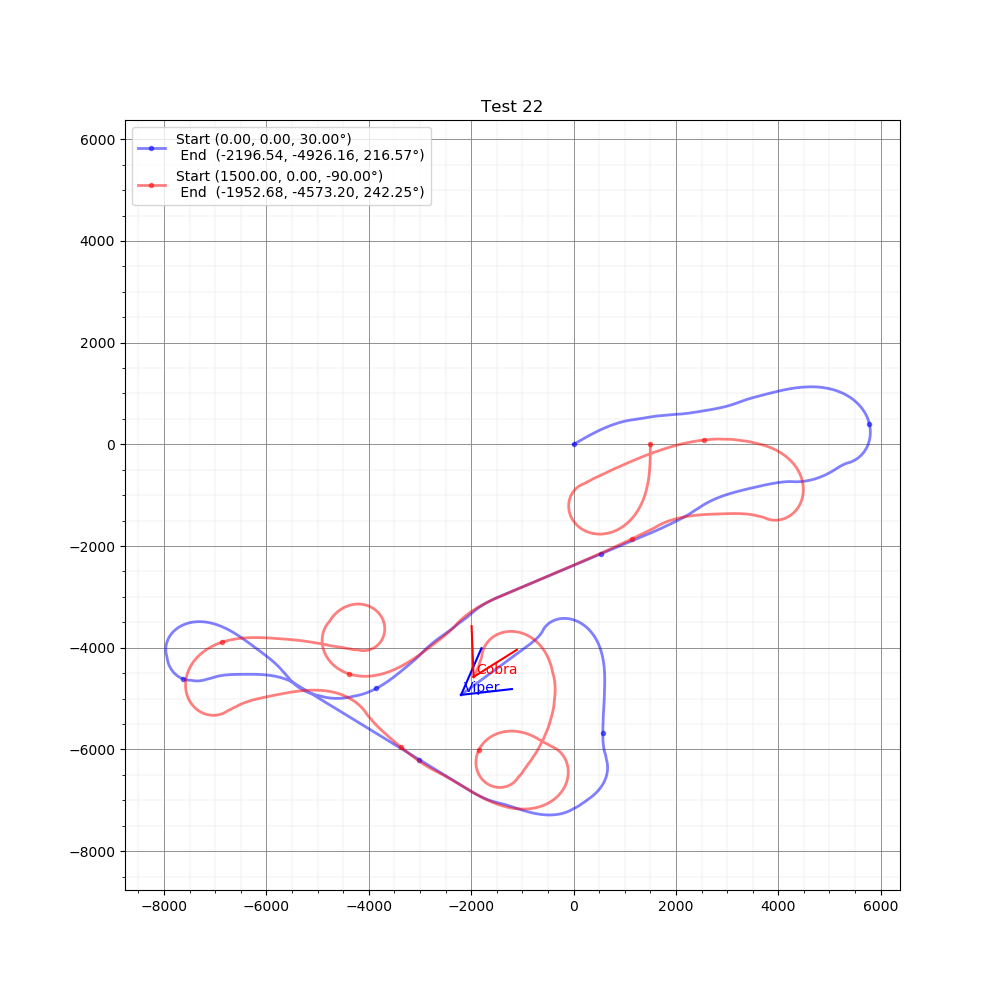 Test 22
Start (0.00, 0.00, 30.00°)
End (-2196.54, -4926.16, 216.57°)
Start (1500.00, 0.00, -90.00°)
End (-1952.68, -4573.20, 242.25°)
6000
4000
2000
0
−2000
−4000
−6000
−8000
Cobra
Viper
−8000 −6000 −4000 −2000 0 2000 4000 6000